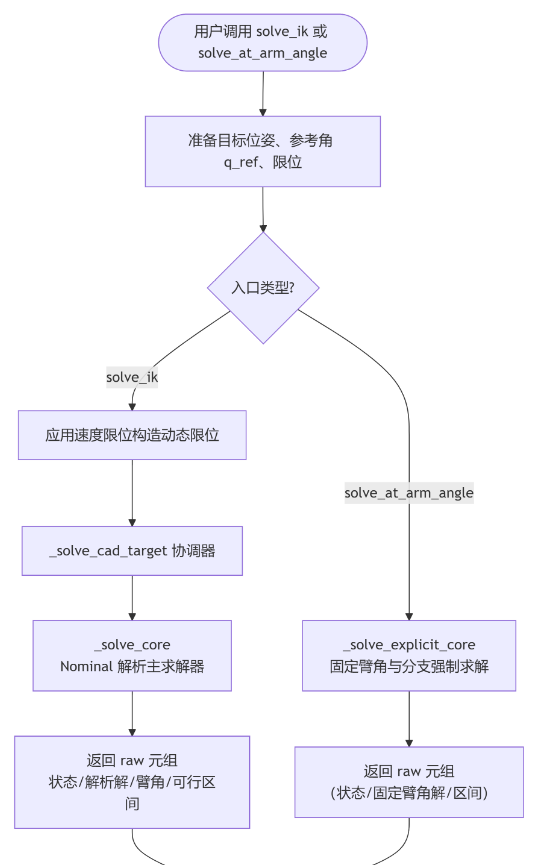 用户调用 solve_ik 或
solve_at_arm_angle
准备目标位姿、参考角
q_ref、限位
入口类型?
solve_ik
应用速度限位构造动态限位
solve_at_arm_angle
_solve_cad_target 协调器
_solve_core
Nominal 解析主求解器
_solve_explicit_core
固定臂角与分支强制求解
返回 raw 元组
状态/解析解/臂角/可行区
间
返回 raw 元组
(状态/固定臂角解/区间)